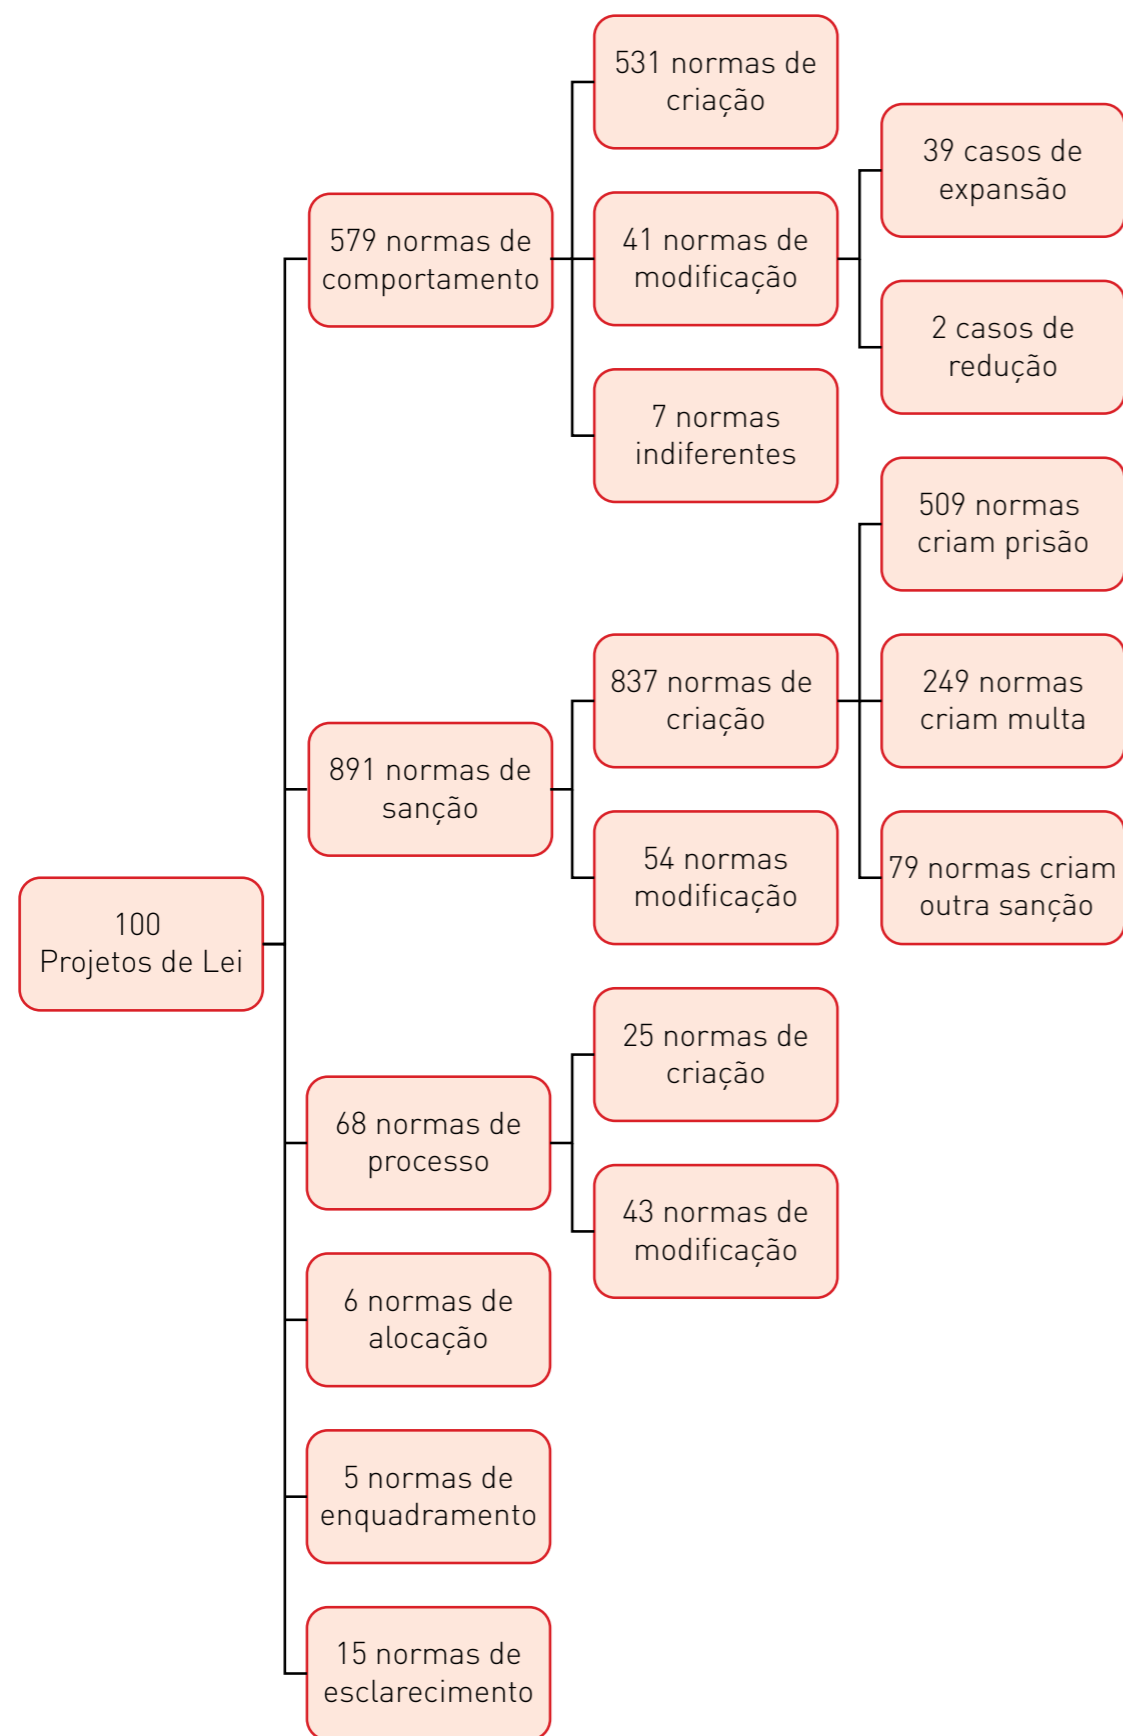 531 normas de
criação
39 casos de
expansão
579 normas de
comportamento
41 normas de
modificação
2 casos de
redução
7 normas
indiferentes
509 normas
criam prisão
837 normas de
criação
249 normas
criam multa
891 normas de
sanção
54 normas
modificação
79 normas criam
outra sanção
100
Projetos de Lei
25 normas de
criação
68 normas de
processo
43 normas de
modificação
6 normas de
alocação
5 normas de
enquadramento
15 normas de
esclarecimento